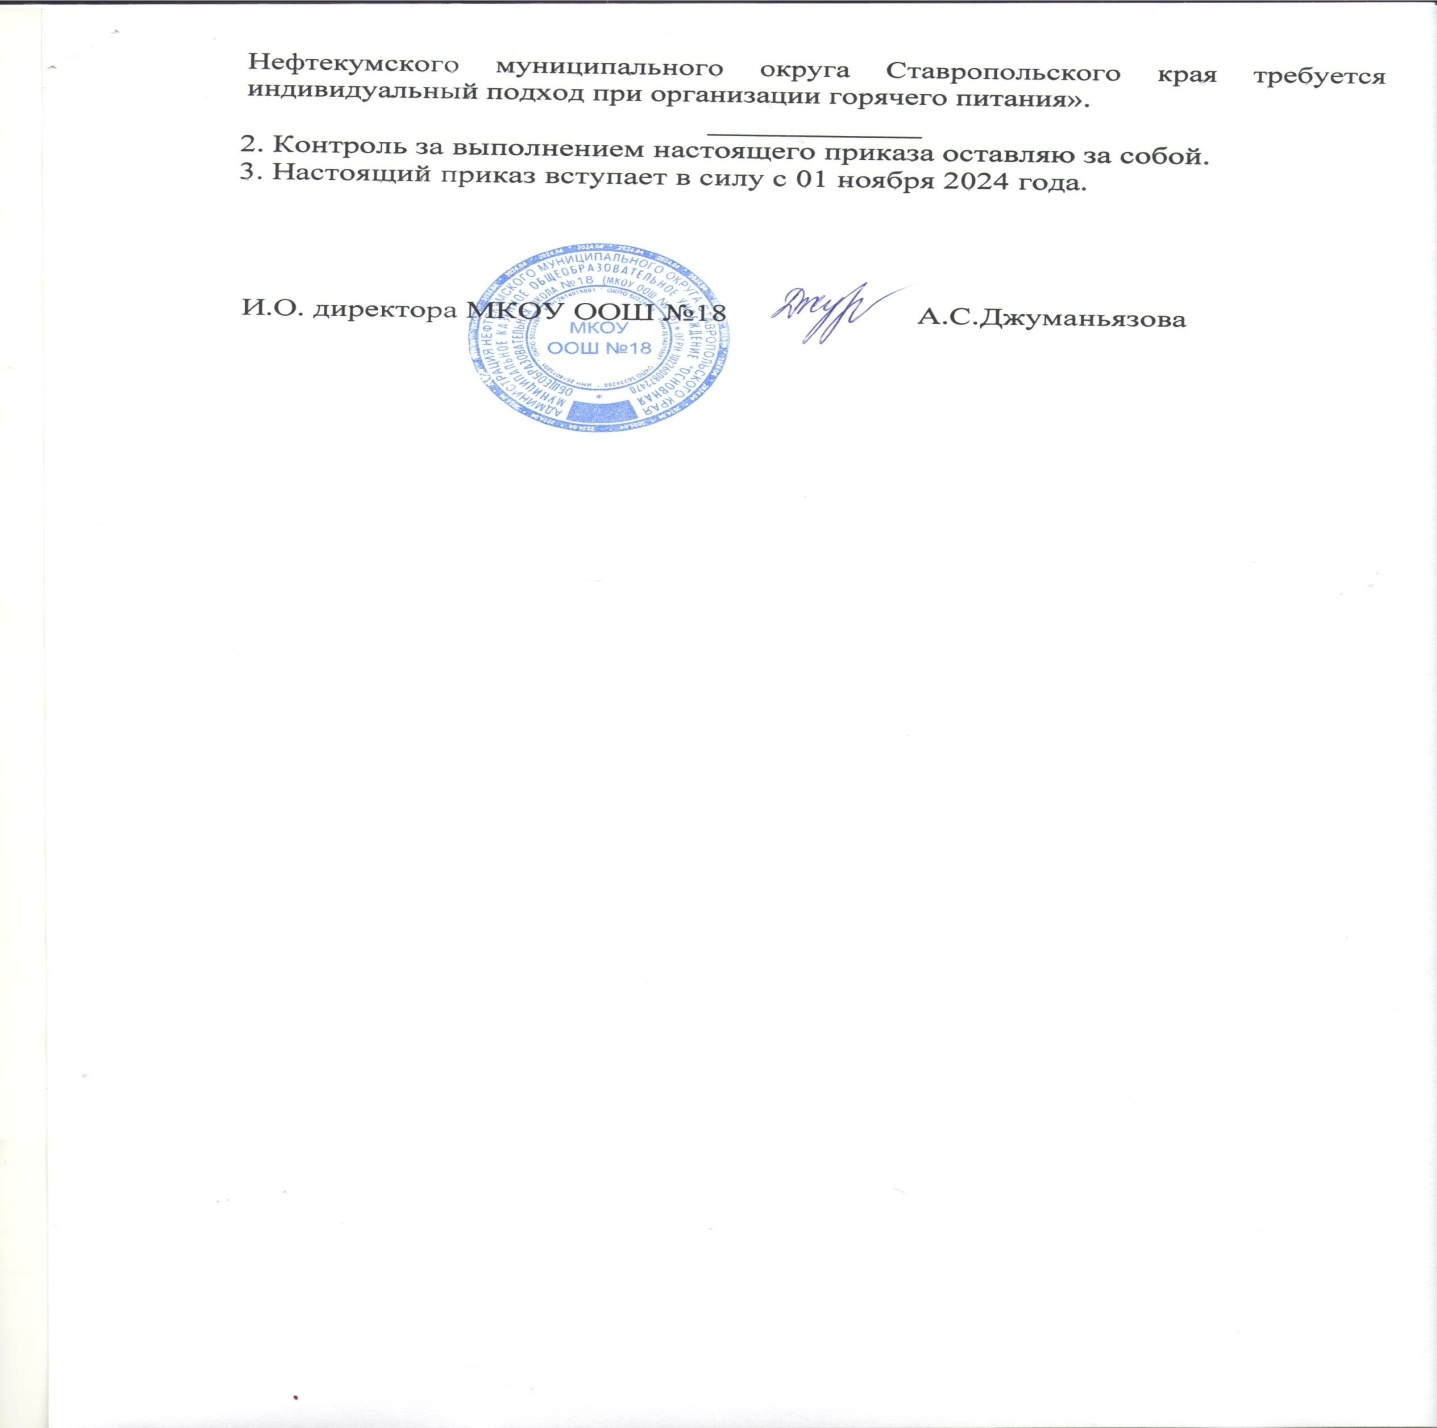 Нефтекумского муниципального округа Ставропольского края требуется
индивидуальный подход при организации горячего питания».
2. Контроль за выполнением настоящего приказа оставляю за собой.
3. Настоящий приказ вступает в силу с 01 ноября 2024 года.
И.О. директора МКОУ ООШ №18 А.С.Джуманьязова
МКОУ
ООШ №18